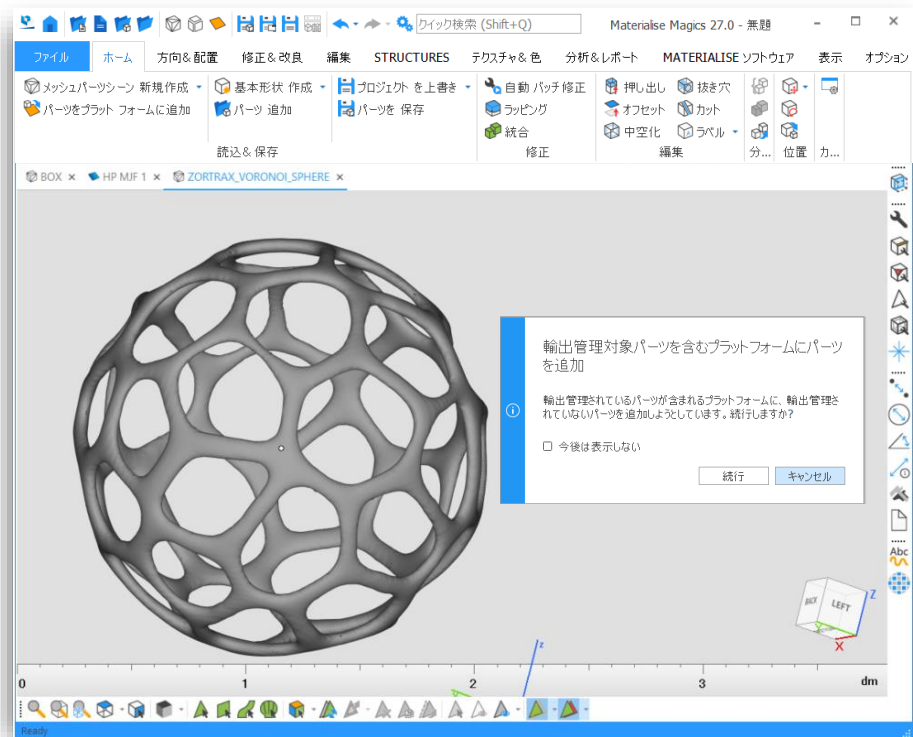 クイック検索 (Shift+Q)
Materialise Magics 27.0 - 無題
ファイル ホーム 方向& 配置 修正& 改良 編集 STRUCTURES テクスチャ& 色 分析&レポート MATERIALISE ソフトウェア 表示 オプション
メッシュパーツシーン 新規作成 基本形状 作成 プロジェクト を上書き 自動 パッチ修正 押し出し 抜き穴
パーツをプラット フォームに追加 パーツ 追加 パーツを 保存 ラッピング オフセット カット
統合 中空化 ラベル
読込& 保存 修正 編集 分... 位置 カ...
BOX × HP MJF 1 × ZORTRAX_VORONOI_SPHERE ×
輸出管理対象パーツを含むプラットフォームにパーツ
を追加
輸出管理されているパーツが含まれるプラットフォームに、輸出管理さ
れていないパーツを追加しようとしています。続行しますか?
今後は表示しない
続行 キャンセル
Abc
BACK LEFT Z
X
z
0 1 2 3 dm
Ready